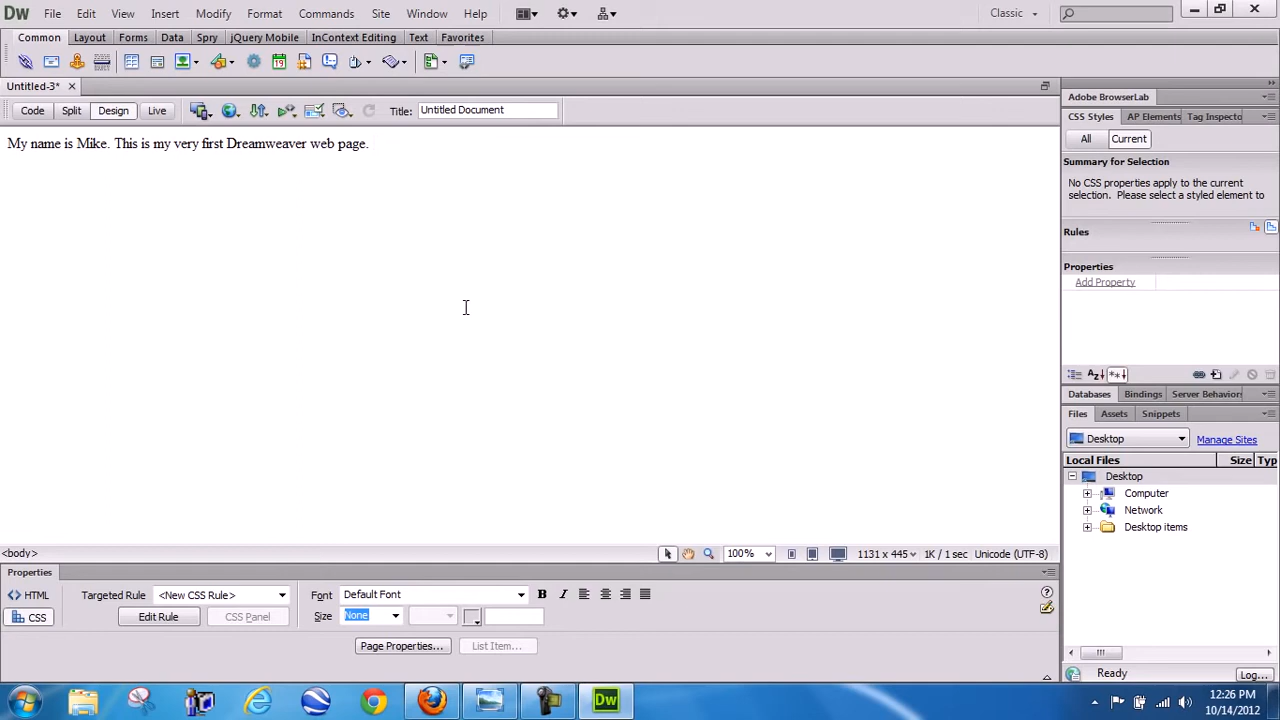 Dw File Edit View Insert Modify Format Commands Site Window Help Classic
Common Layout Forms Data Spry jQuery Mobile InContext Editing Text Favorites
19
Untitled-3*
Code Split Design Live Title: Untitled Document
My name is Mike. This is my very first Dreamweaver web page.
Adobe BrowserLab
CSS Styles AP Elements Tag Inspecto
All Current
Summary for Selection
No CSS properties apply to the current
selection. Please select a styled element to
Rules
Properties
Add Property
Databases Bindings Server Behaviors
Files Assets Snippets
Desktop Manage Sites
Local Files Size Typ
Desktop
Computer
Network
Desktop items
<body> 100% 1131 x 445 1K / 1 sec Unicode (UTF-8)
Properties
<> HTML Targeted Rule <New CSS Rule> Font Default Font B I
CSS Edit Rule CSS Panel Size None
Page Properties... List Item...
Ready Log...
Dw
12:26 PM
10/14/2012